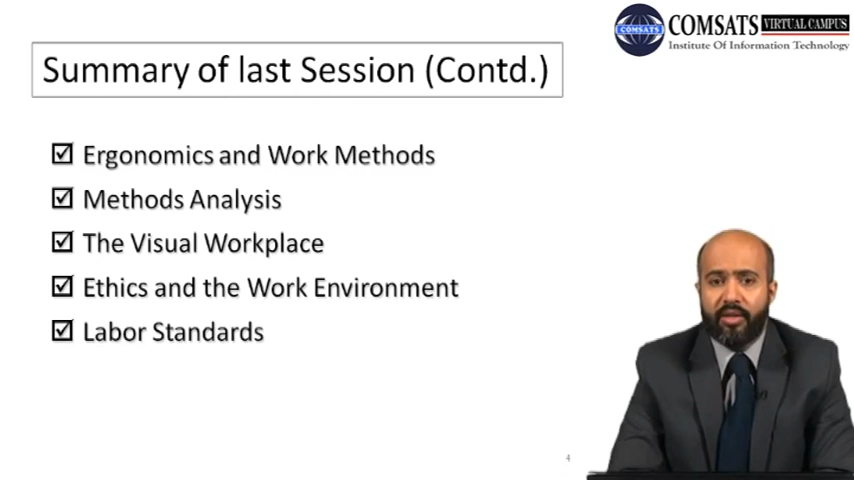 COMSATS VIRTUAL CAMPUS
Institute Of Information Technology
COMSATS
Summary of last Session (Contd.)
Ergonomics and Work Methods
Methods Analysis
The Visual Workplace
Ethics and the Work Environment
Labor Standards
4